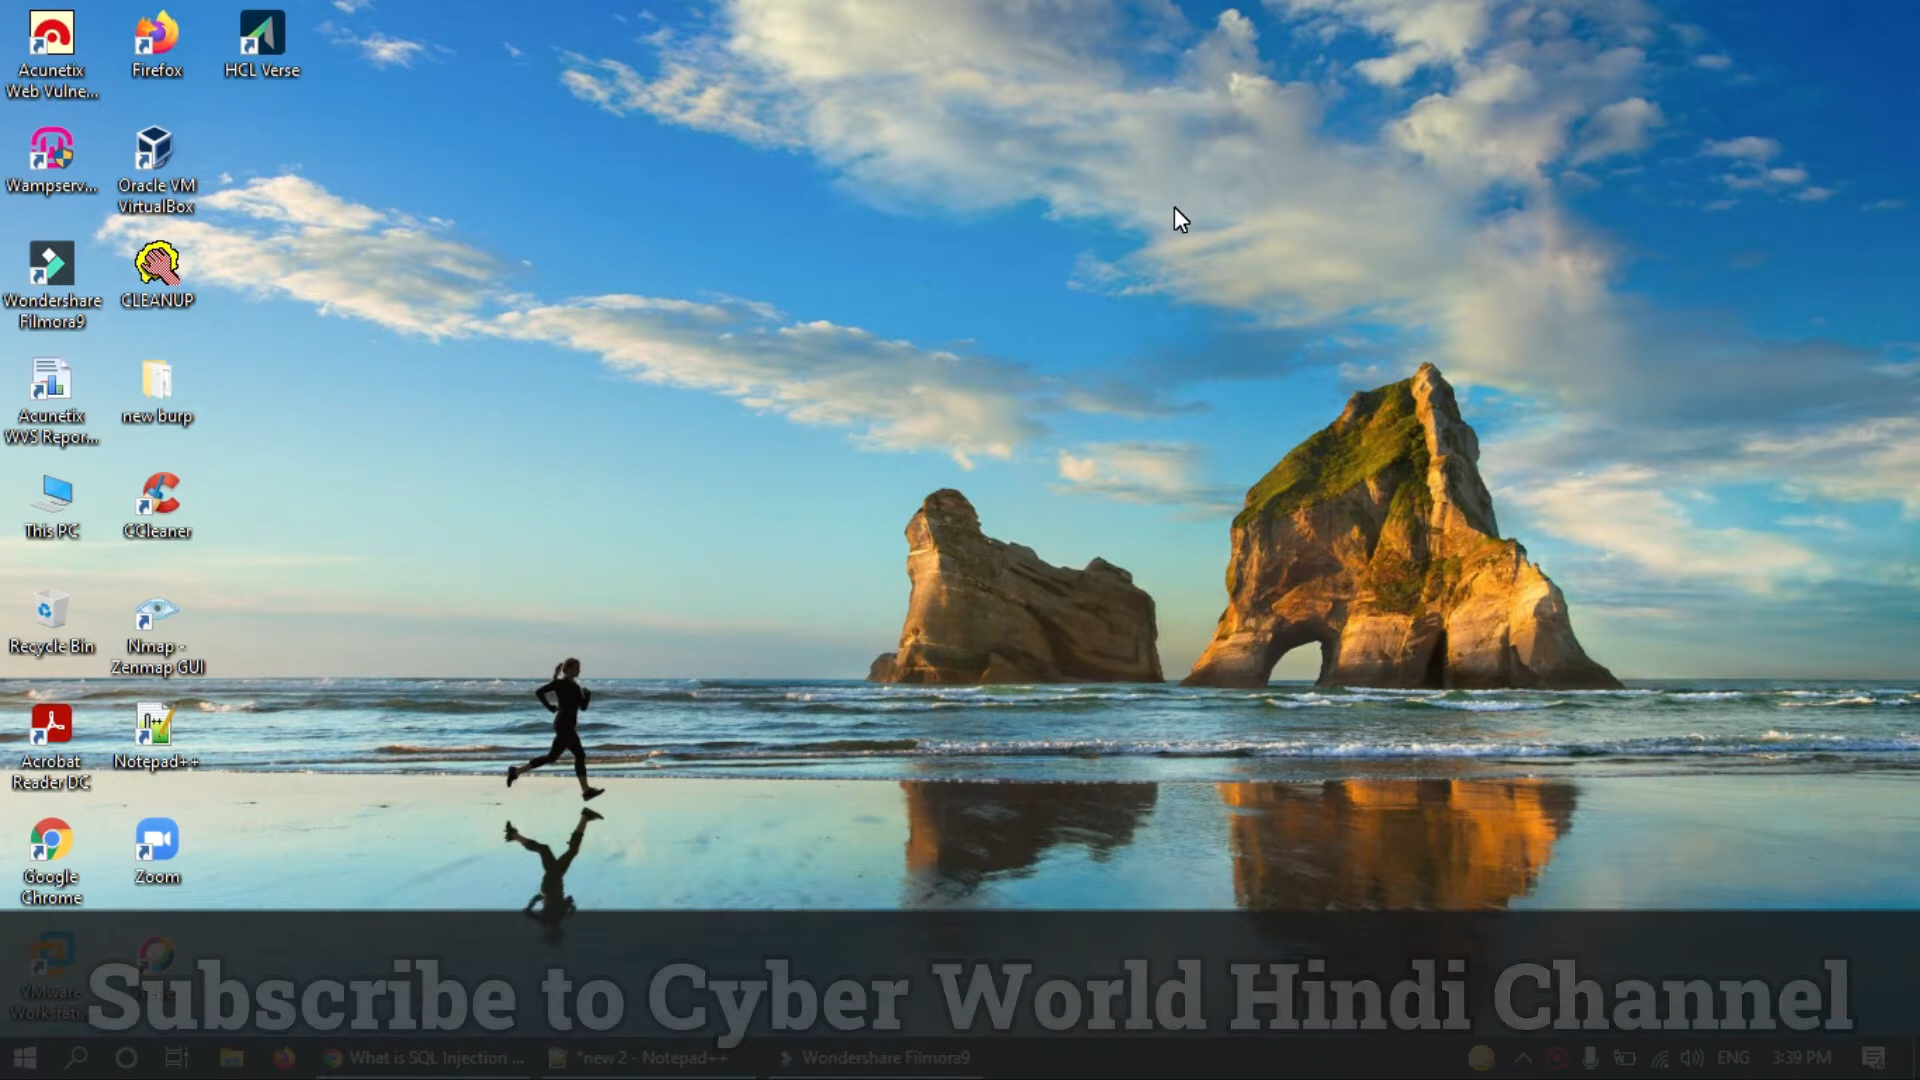 Acunetix
Web Vulne...
Firefox
HCL Verse
Wampserv...
Oracle VM
VirtualBox
Wondershare
Filmora9
CLEANUP
Acunetix
WVS Repor...
new burp
This PC
CCleaner
Recycle Bin
Nmap -
Zenmap GUI
Acrobat
Reader DC
Notepad++
Google
Chrome
Zoom
VMware
Workstati...
Subscribe to Cyber World Hindi Channel
What is SQL Injection ...
*new 2 - Notepad++
Wondershare Filmora9
ENG
3:39 PM